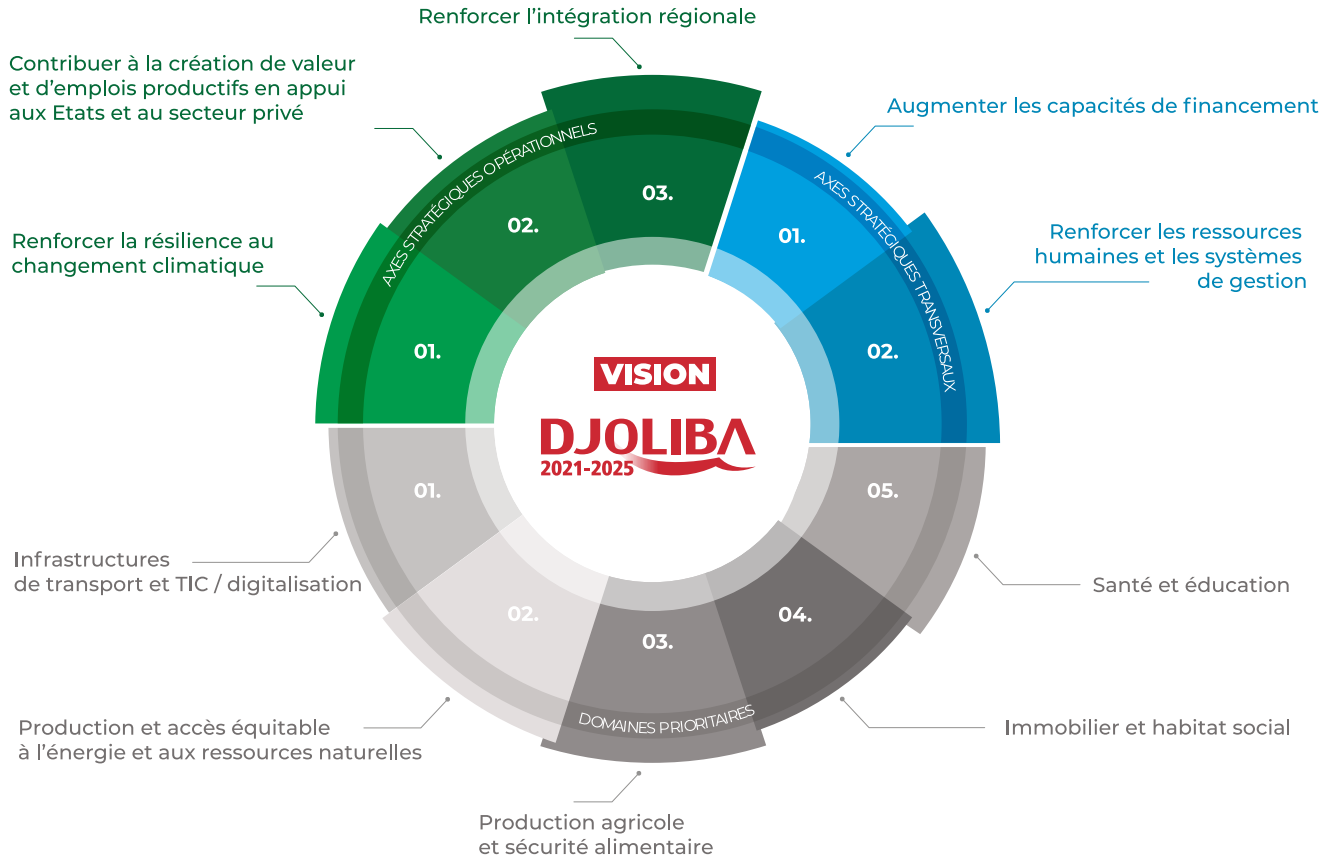 Renforcer l’intégration régionale
Contribuer à la création de valeur
et d’emplois productifs en appui
aux Etats et au secteur privé
Renforcer la résilience au
changement climatique
AXES STRATÉGIQUES OPÉRATIONNELS
01.
02.
03.
Augmenter les capacités de financement
Renforcer les ressources
humaines et les systèmes
de gestion
AXES STRATÉGIQUES TRANSVERSAUX
01.
02.
VISION
DJOLIBA
2021-2025
01.
02.
03.
04.
05.
DOMAINES PRIORITAIRES
Infrastructures
de transport et TIC / digitalisation
Production et accès équitable
à l’énergie et aux ressources naturelles
Production agricole
et sécurité alimentaire
Immobilier et habitat social
Santé et éducation